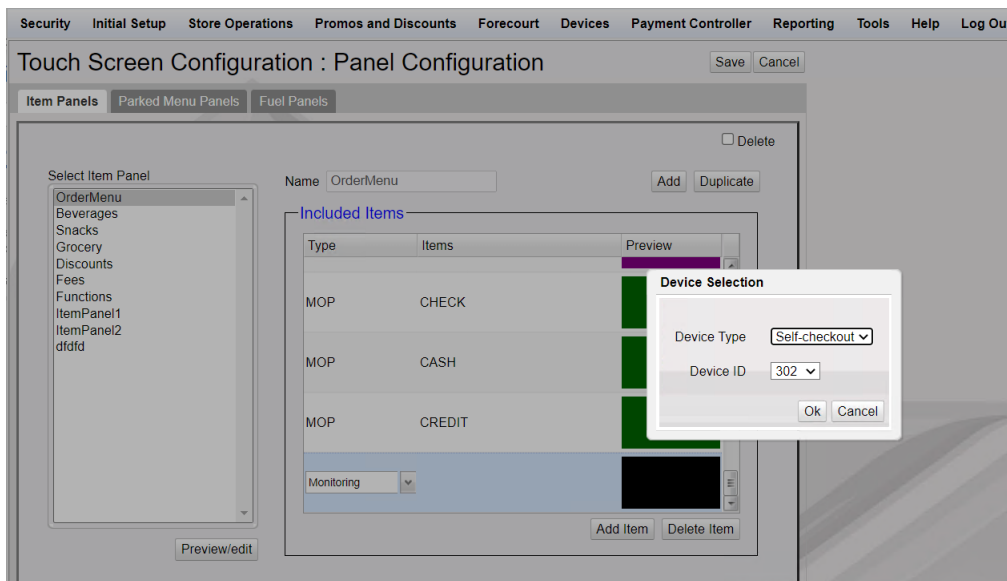 Security Initial Setup Store Operations Promos and Discounts Forecourt Devices Payment Controller Reporting Tools Help Log Ou
Touch Screen Configuration : Panel Configuration
Save Cancel
Item Panels Parked Menu Panels Fuel Panels
Delete
Select Item Panel
OrderMenu
Beverages
Snacks
Grocery
Discounts
Fees
Functions
ItemPanel1
ItemPanel2
dfdfd
Preview/edit
Name OrderMenu
Add Duplicate
Included Items
Type Items Preview
MOP CHECK
MOP CASH
MOP CREDIT
Monitoring
Add Item Delete Item
Device Selection
Device Type Self-checkout
Device ID 302
Ok Cancel